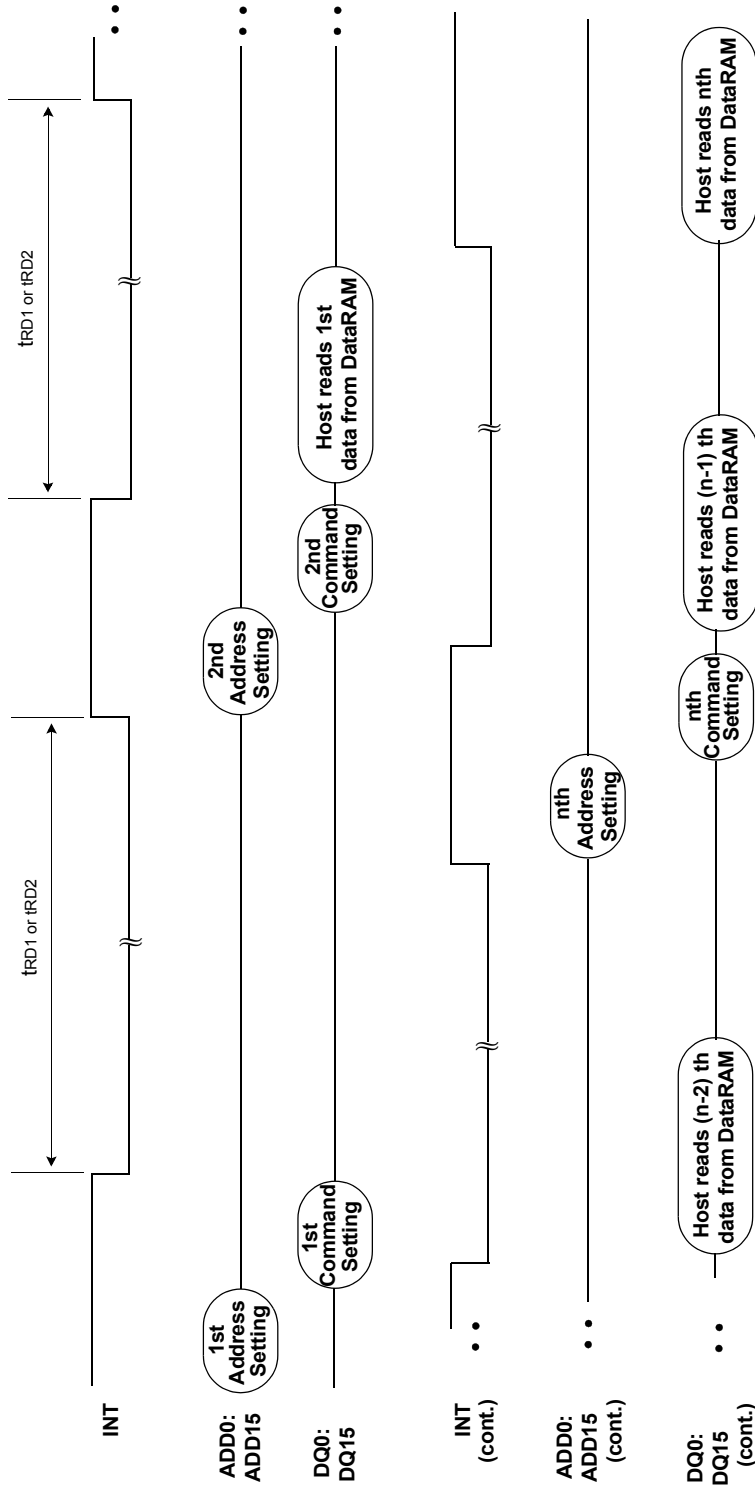 tRD1 or tRD2
tRD1 or tRD2
INT
ADD0:
ADD15
1st
Address
Setting
2nd
Address
Setting
DQ0:
DQ15
1st
Command
Setting
2nd
Command
Setting
Host reads 1st
data from DataRAM
INT
(cont.)
ADD0:
ADD15
(cont.)
nth
Address
Setting
DQ0:
DQ15
(cont.)
Host reads (n-2) th
data from DataRAM
nth
Command
Setting
Host reads (n-1) th
data from DataRAM
Host reads nth
data from DataRAM